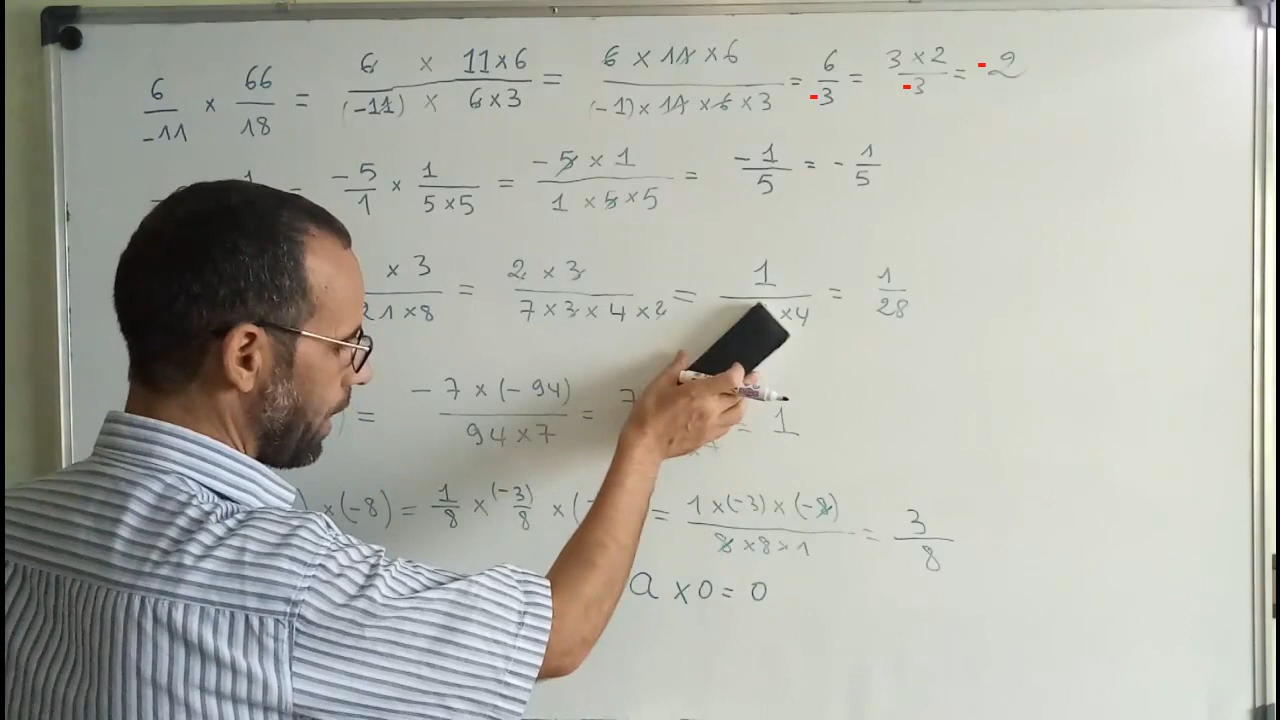 6/-11 × 66/18 = 6 × 11×6/(-11) × 6×3 = 6 × 11 × 6/(-1) × 11 × 6 × 3 = 6/-3 = 3 × 2/-3 = -2
1 = -5/1 × 1/5×5 = -5 × 1/1 × 5 × 5 = -1/5 = -1/5
× 3/21×8 = 2 × 3/7 × 3 × 4 × 2 = 1/×4 = 1/28
= -7 × (-94)/94 × 7 = 7 = 1
×(-8) = 1/8 × (-3)/8 × ( = 1 × (-3) × (-8)/8 × 8 × 1 = 3/8
a × 0 = 0